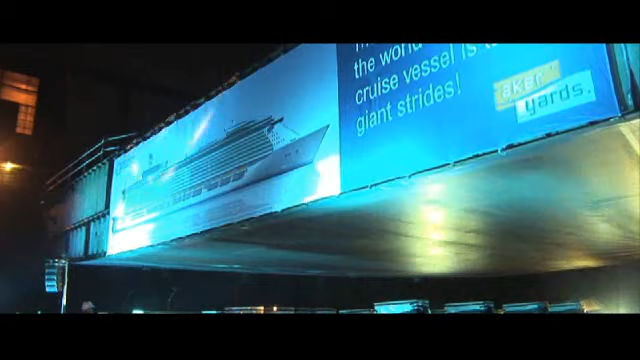 the world
cruise vessel is
giant strides!
aker
yards.